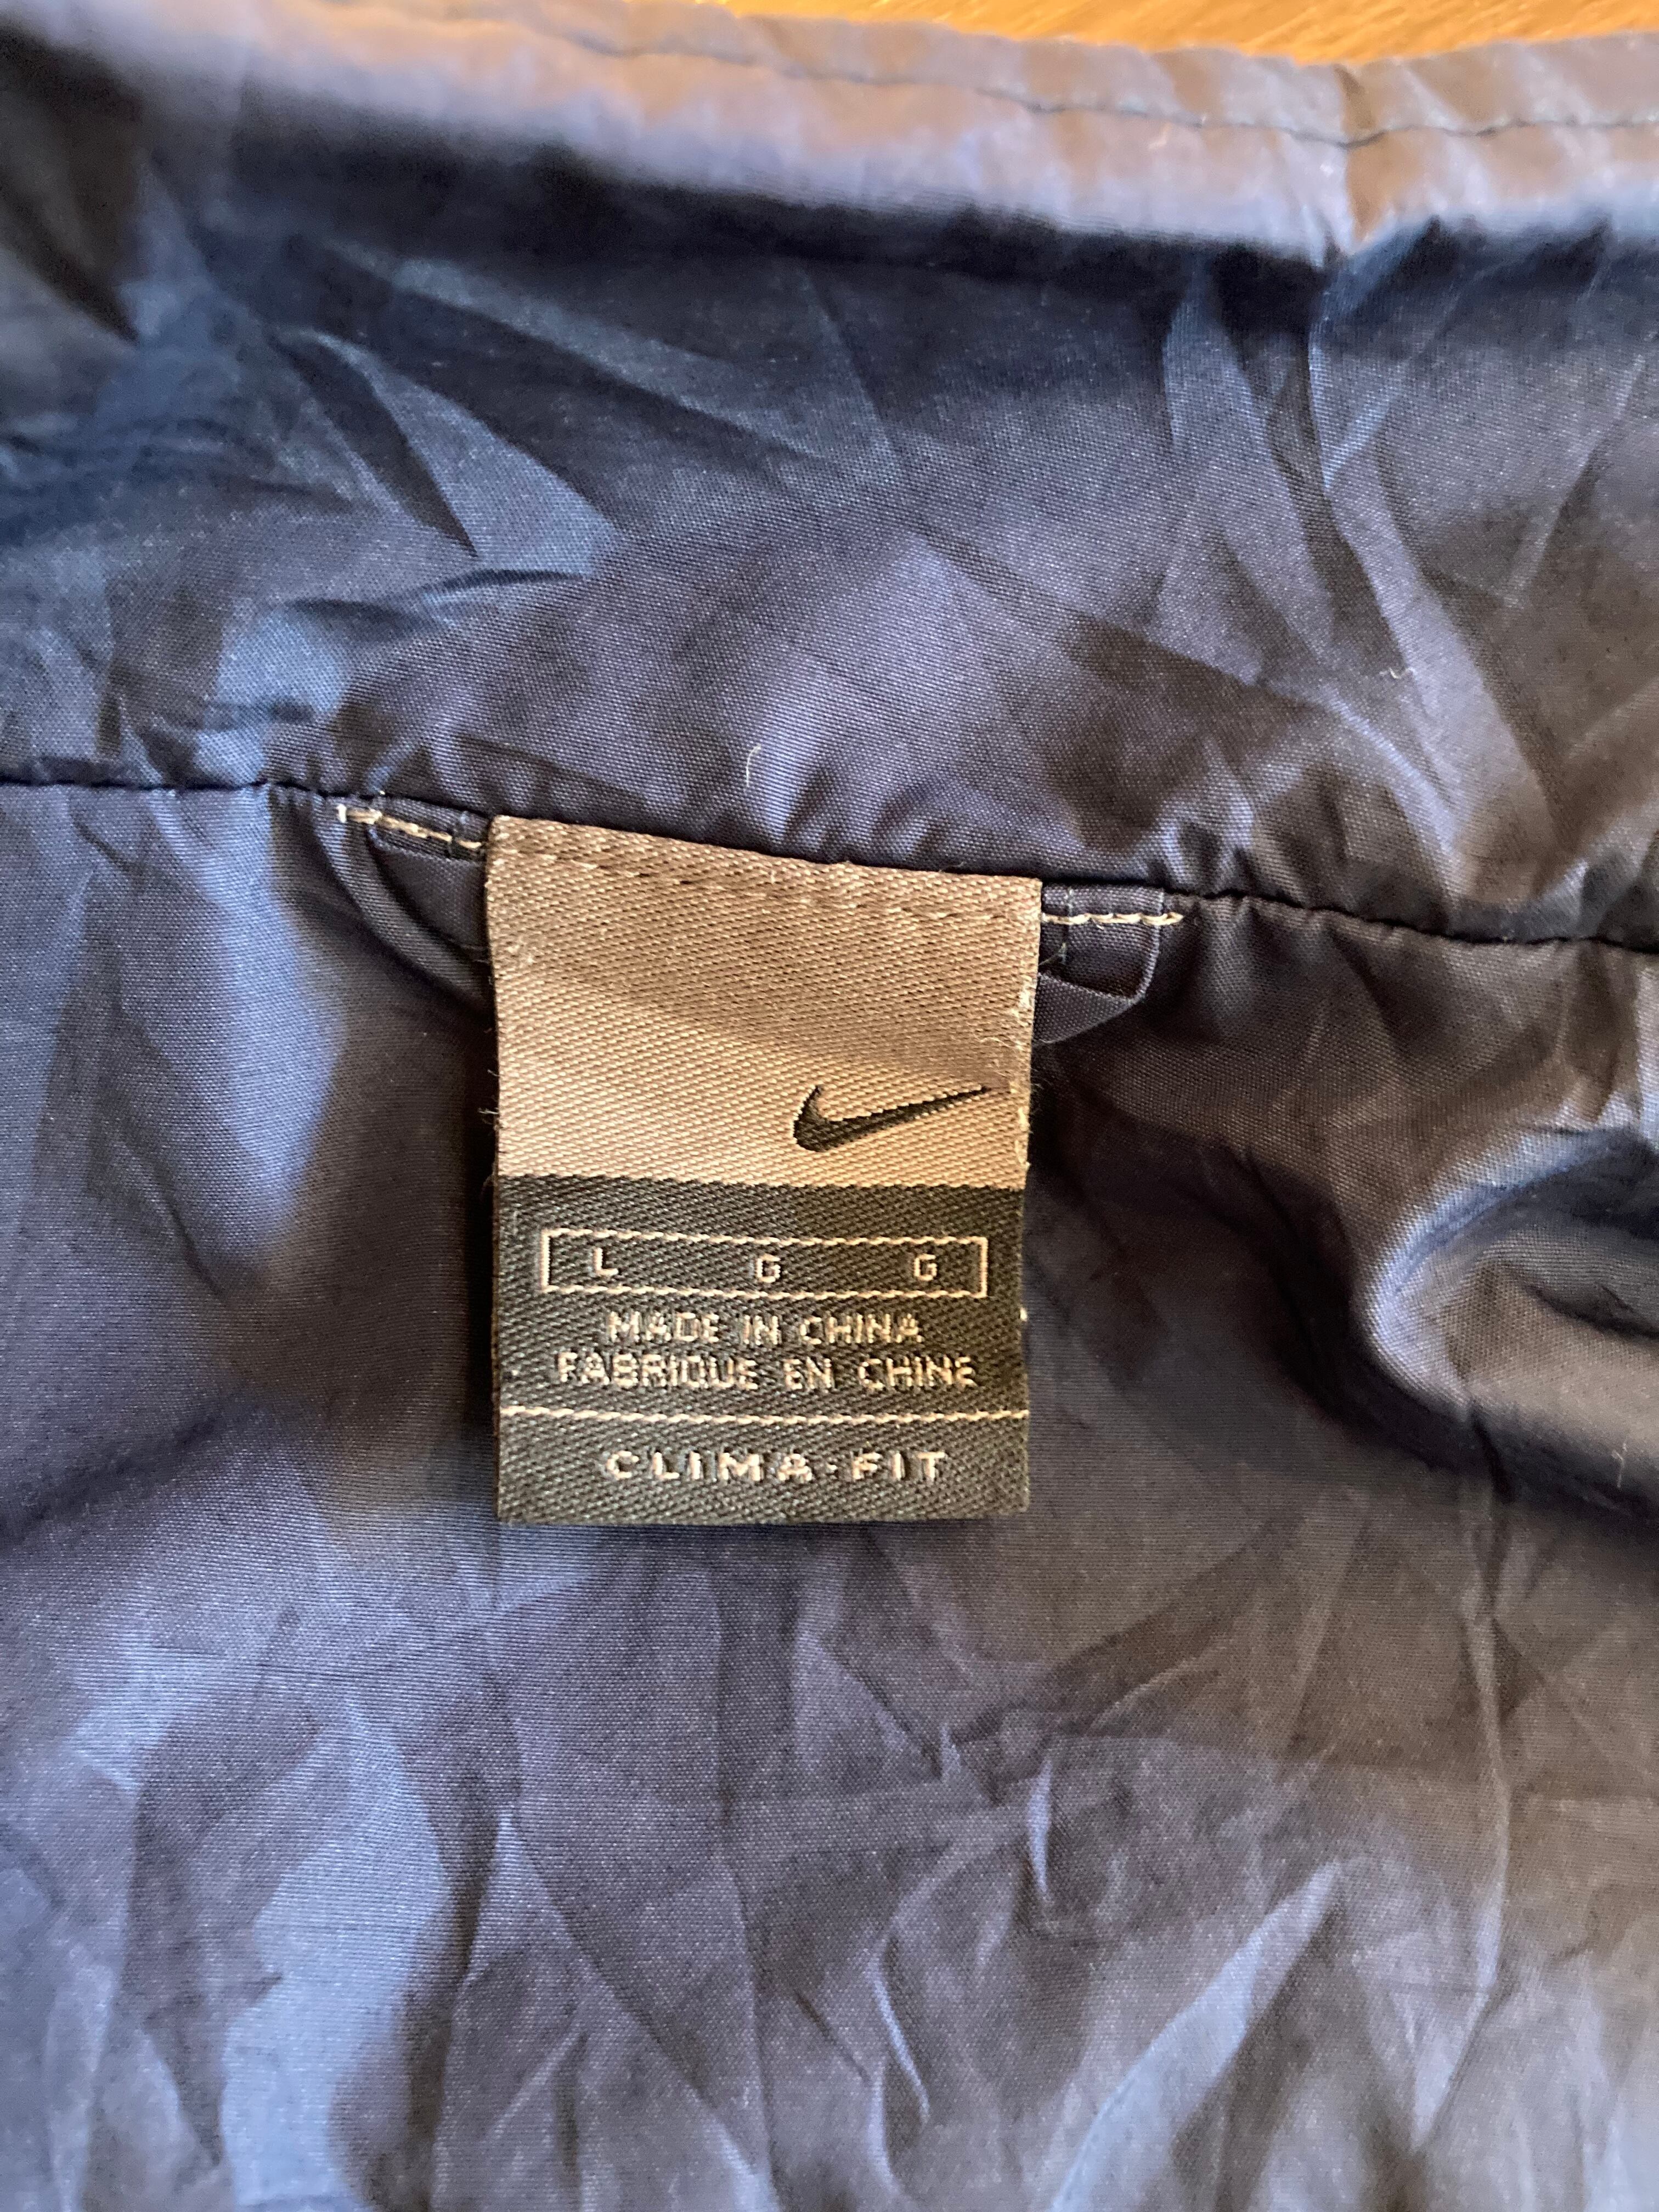 L G G
MADE IN CHINA
FABRIQUE EN CHINE
CLIMA·FIT